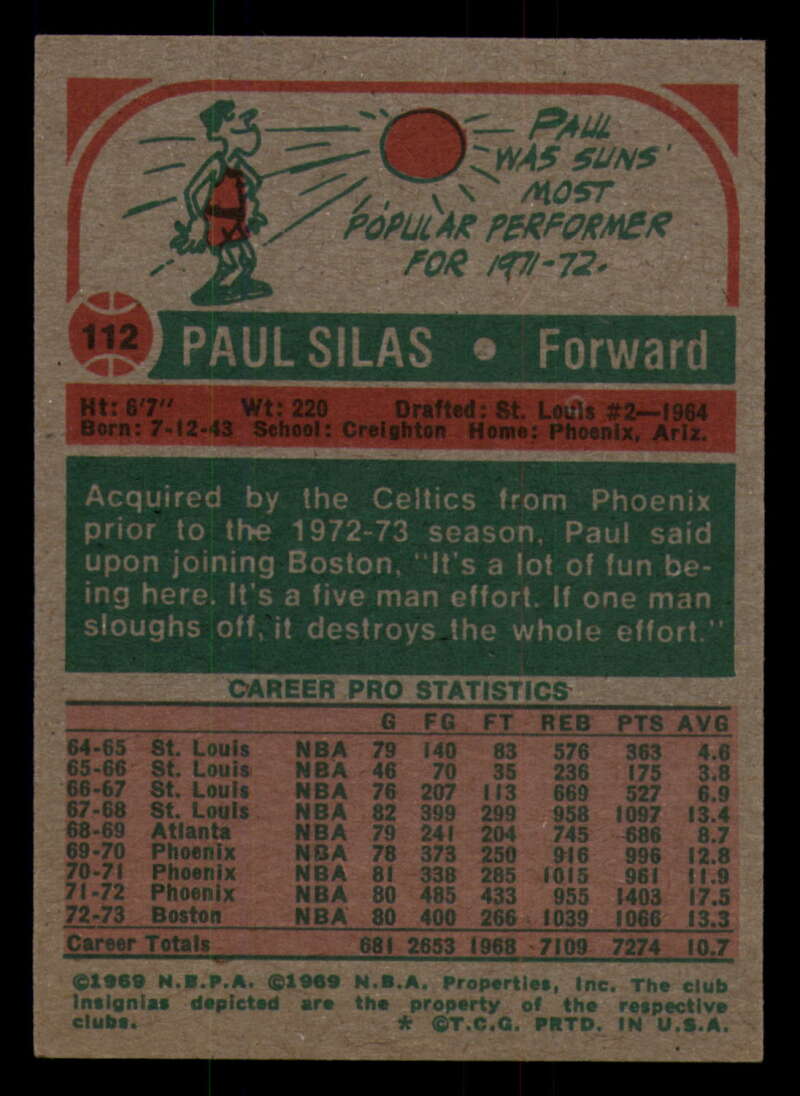 PAUL
WAS SUNS'
MOST
POPULAR PERFORMER
FOR 1971-72.
112 PAUL SILAS • Forward
Ht: 6'7" Wt: 220 Drafted: St. Louis #2—1964
Born: 7-12-43 School: Creighton Home: Phoenix, Ariz.
Acquired by the Celtics from Phoenix
prior to the 1972-73 season, Paul said
upon joining Boston, "It's a lot of fun be-
ing here. It's a five man effort. If one man
sloughs off, it destroys the whole effort."
CAREER PRO STATISTICS
G FG FT REB PTS AVG
64-65 St. Louis NBA 79 140 83 576 363 4.6
65-66 St. Louis NBA 46 70 35 236 175 3.8
66-67 St. Louis NBA 76 207 113 669 527 6.9
67-68 St. Louis NBA 82 399 299 958 1097 13.4
68-69 Atlanta NBA 79 241 204 745 686 8.7
69-70 Phoenix NBA 78 373 250 916 996 12.8
70-71 Phoenix NBA 81 338 285 1015 961 11.9
71-72 Phoenix NBA 80 485 433 955 1403 17.5
72-73 Boston NBA 80 400 266 1039 1066 13.3
Career Totals 681 2653 1968 7109 7274 10.7
©1969 N.B.P.A. ©1969 N.B.A. Properties, Inc. The club
insignias depicted are the property of the respective
clubs. * ©T.C.G. PRTD. IN U.S.A.